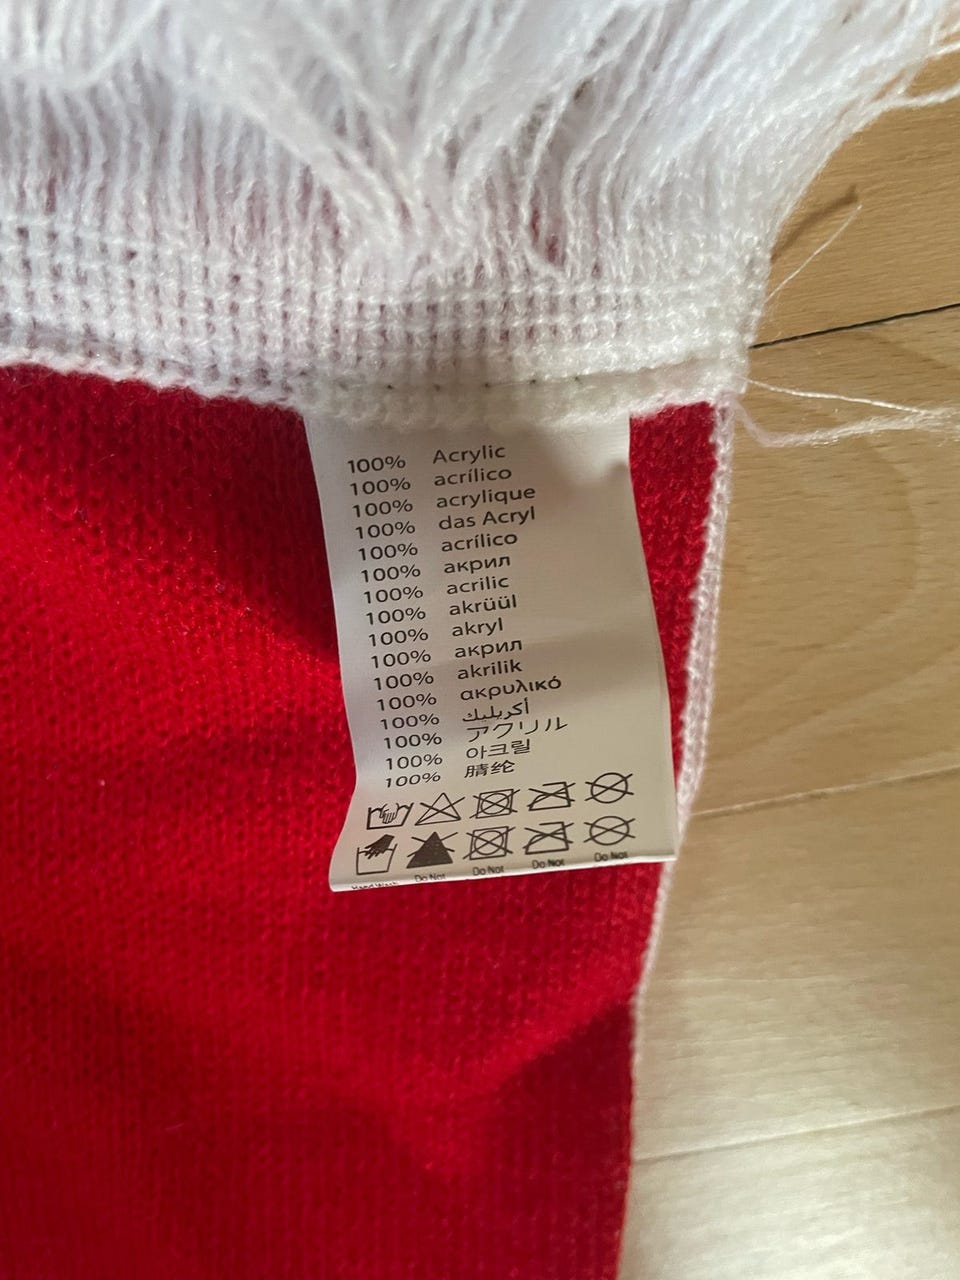 100% Acrylic
100% acrílico
100% acrylique
100% das Acryl
100% acrílico
100% акрил
100% acrilic
100% akrüül
100% akryl
100% акрил
100% akrilik
100% ακρυλικό
100% أكريليك
100% アクリル
100% 아크릴
100% 腈纶
Hand Wash Do Not Do Not Do Not Do Not